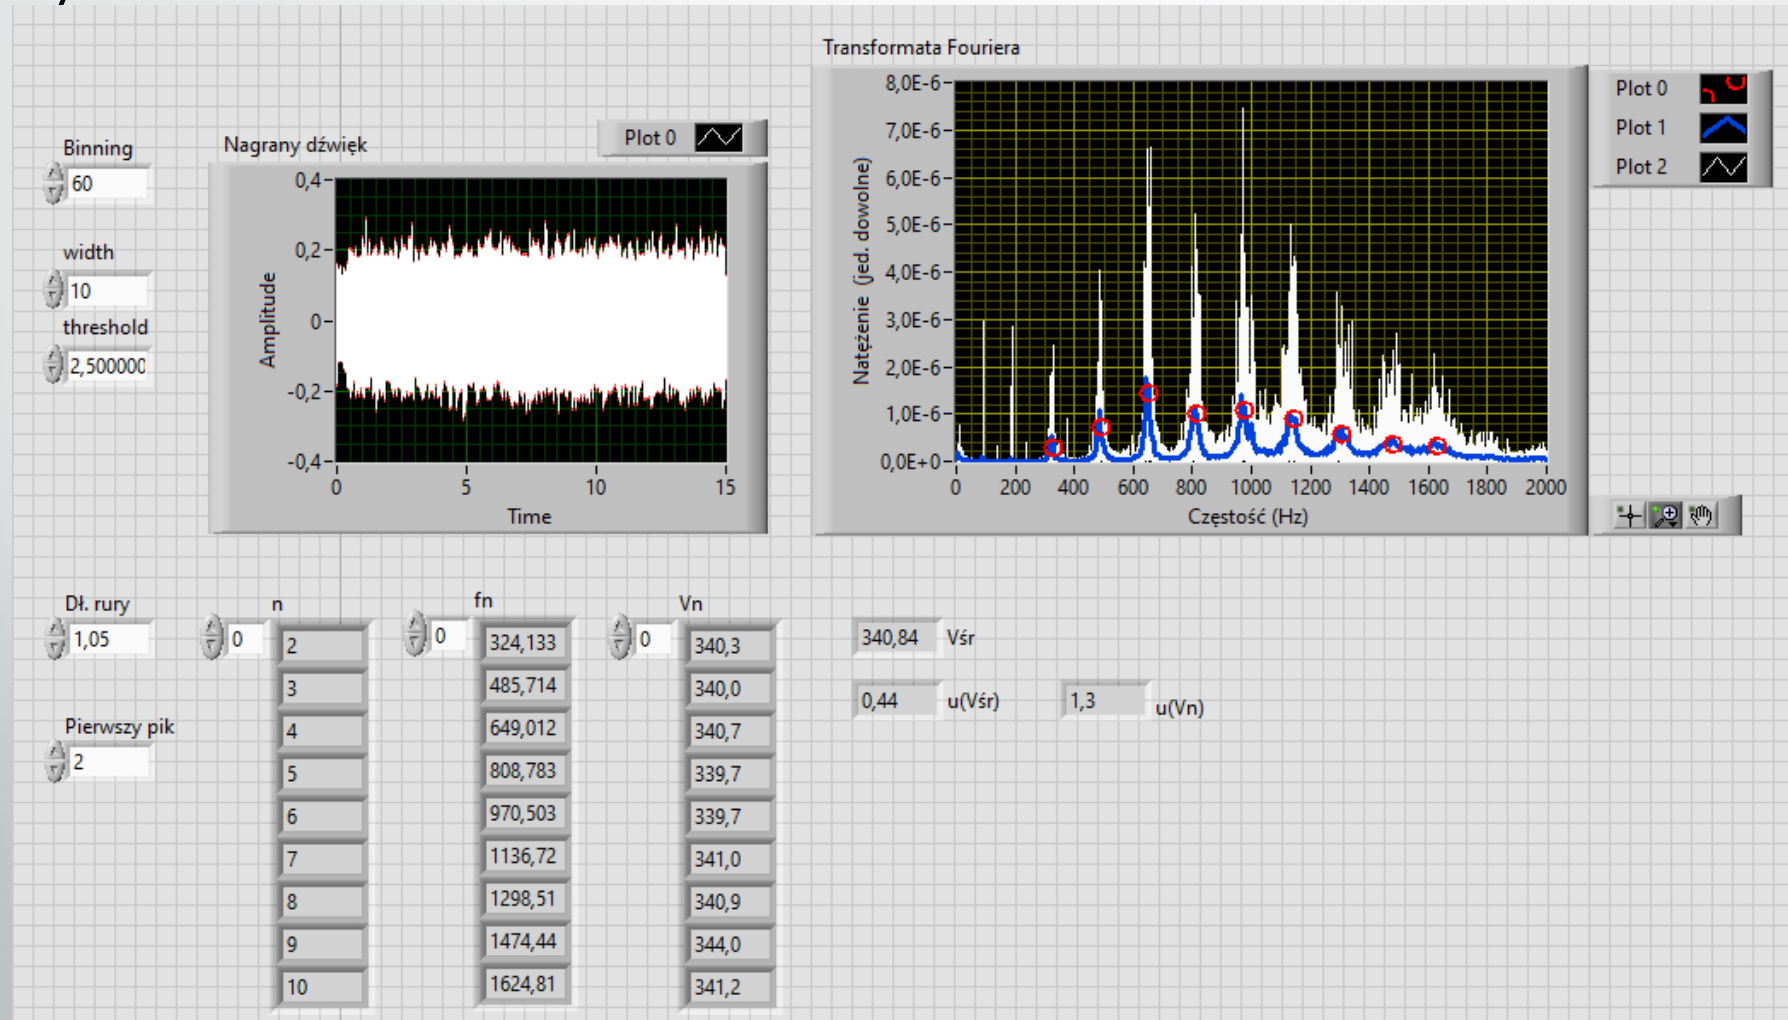 Transformata Fouriera
8,0E-6
7,0E-6
6,0E-6
5,0E-6
4,0E-6
3,0E-6
2,0E-6
1,0E-6
0,0E+0
Natężenie (jed. dowolne)
0 200 400 600 800 1000 1200 1400 1600 1800 2000
Częstość (Hz)
Plot 0
Plot 1
Plot 2
Binning
60
width
10
threshold
2,500000
Nagrany dźwięk
Plot 0
0,4
0,2
0
-0,2
-0,4
Amplitude
0 5 10 15
Time
Dł. rury
1,05
Pierwszy pik
2
n
0
2
3
4
5
6
7
8
9
10
fn
0
324,133
485,714
649,012
808,783
970,503
1136,72
1298,51
1474,44
1624,81
Vn
0
340,3
340,0
340,7
339,7
339,7
341,0
340,9
344,0
341,2
340,84 Vśr
0,44 u(Vśr)
1,3 u(Vn)